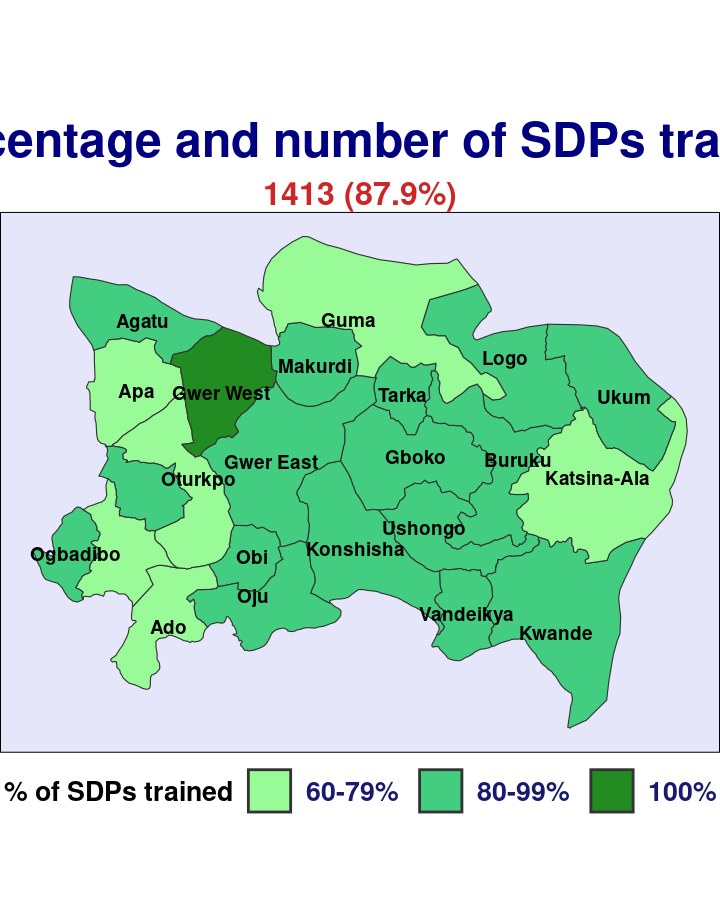 centage and number of SDPs tra
1413 (87.9%)
Guma
Agatu
Logo
Makurdi
Apa
Gwer West
Tarka
Ukum
Gboko
Buruku
Gwer East
Oturkpo
Katsina-Ala
Ushongo
Konshisha
Ogbadibo
Obi
Oju
Vandeikya
Ado
Kwande
% of SDPs trained 60-79% 80-99% 100%